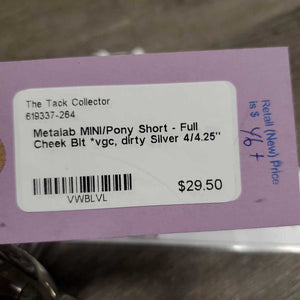 The Tack Collector
619337-264
Metalab MINI/Pony Short - Full
Cheek Bit *vgc, dirty Silver 4/4.25"
VWBLVL
$29.50
Retail (New) Price
is $ 46+